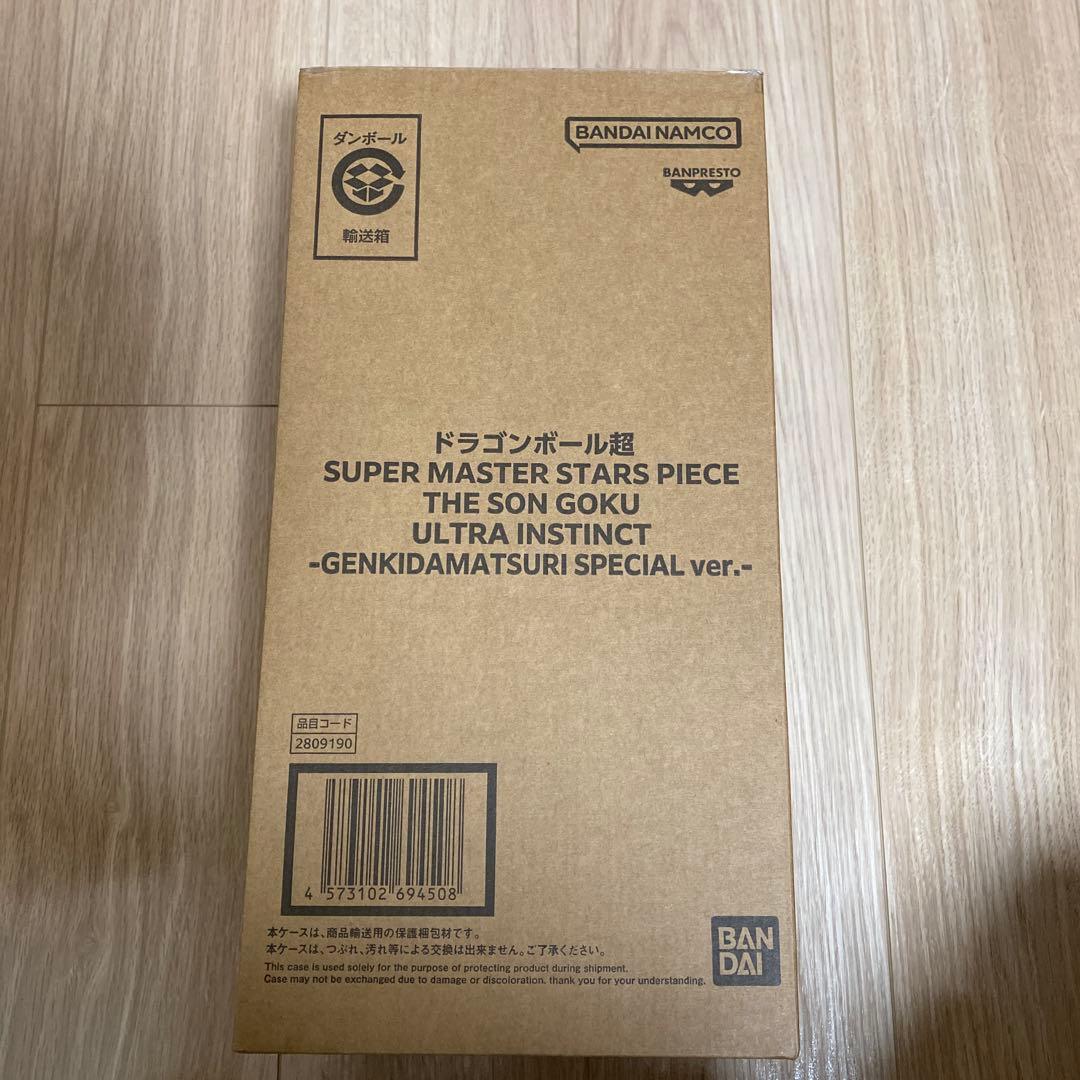 ダンボール
輸送箱
BANDAI NAMCO
BANPRESTO
ドラゴンボール超
SUPER MASTER STARS PIECE
THE SON GOKU
ULTRA INSTINCT
-GENKIDAMATSURI SPECIAL ver.-
品目コード
2809190
4 573102 694508
本ケースは、商品輸送用の保護梱包材です。
本ケースは、つぶれ、汚れ等による交換は出来ません。ご了承ください。
This case is used solely for the purpose of protecting product during shipment.
Case may not be exchanged due to damage or discoloration. thank you for your understanding.
BAN
DAI